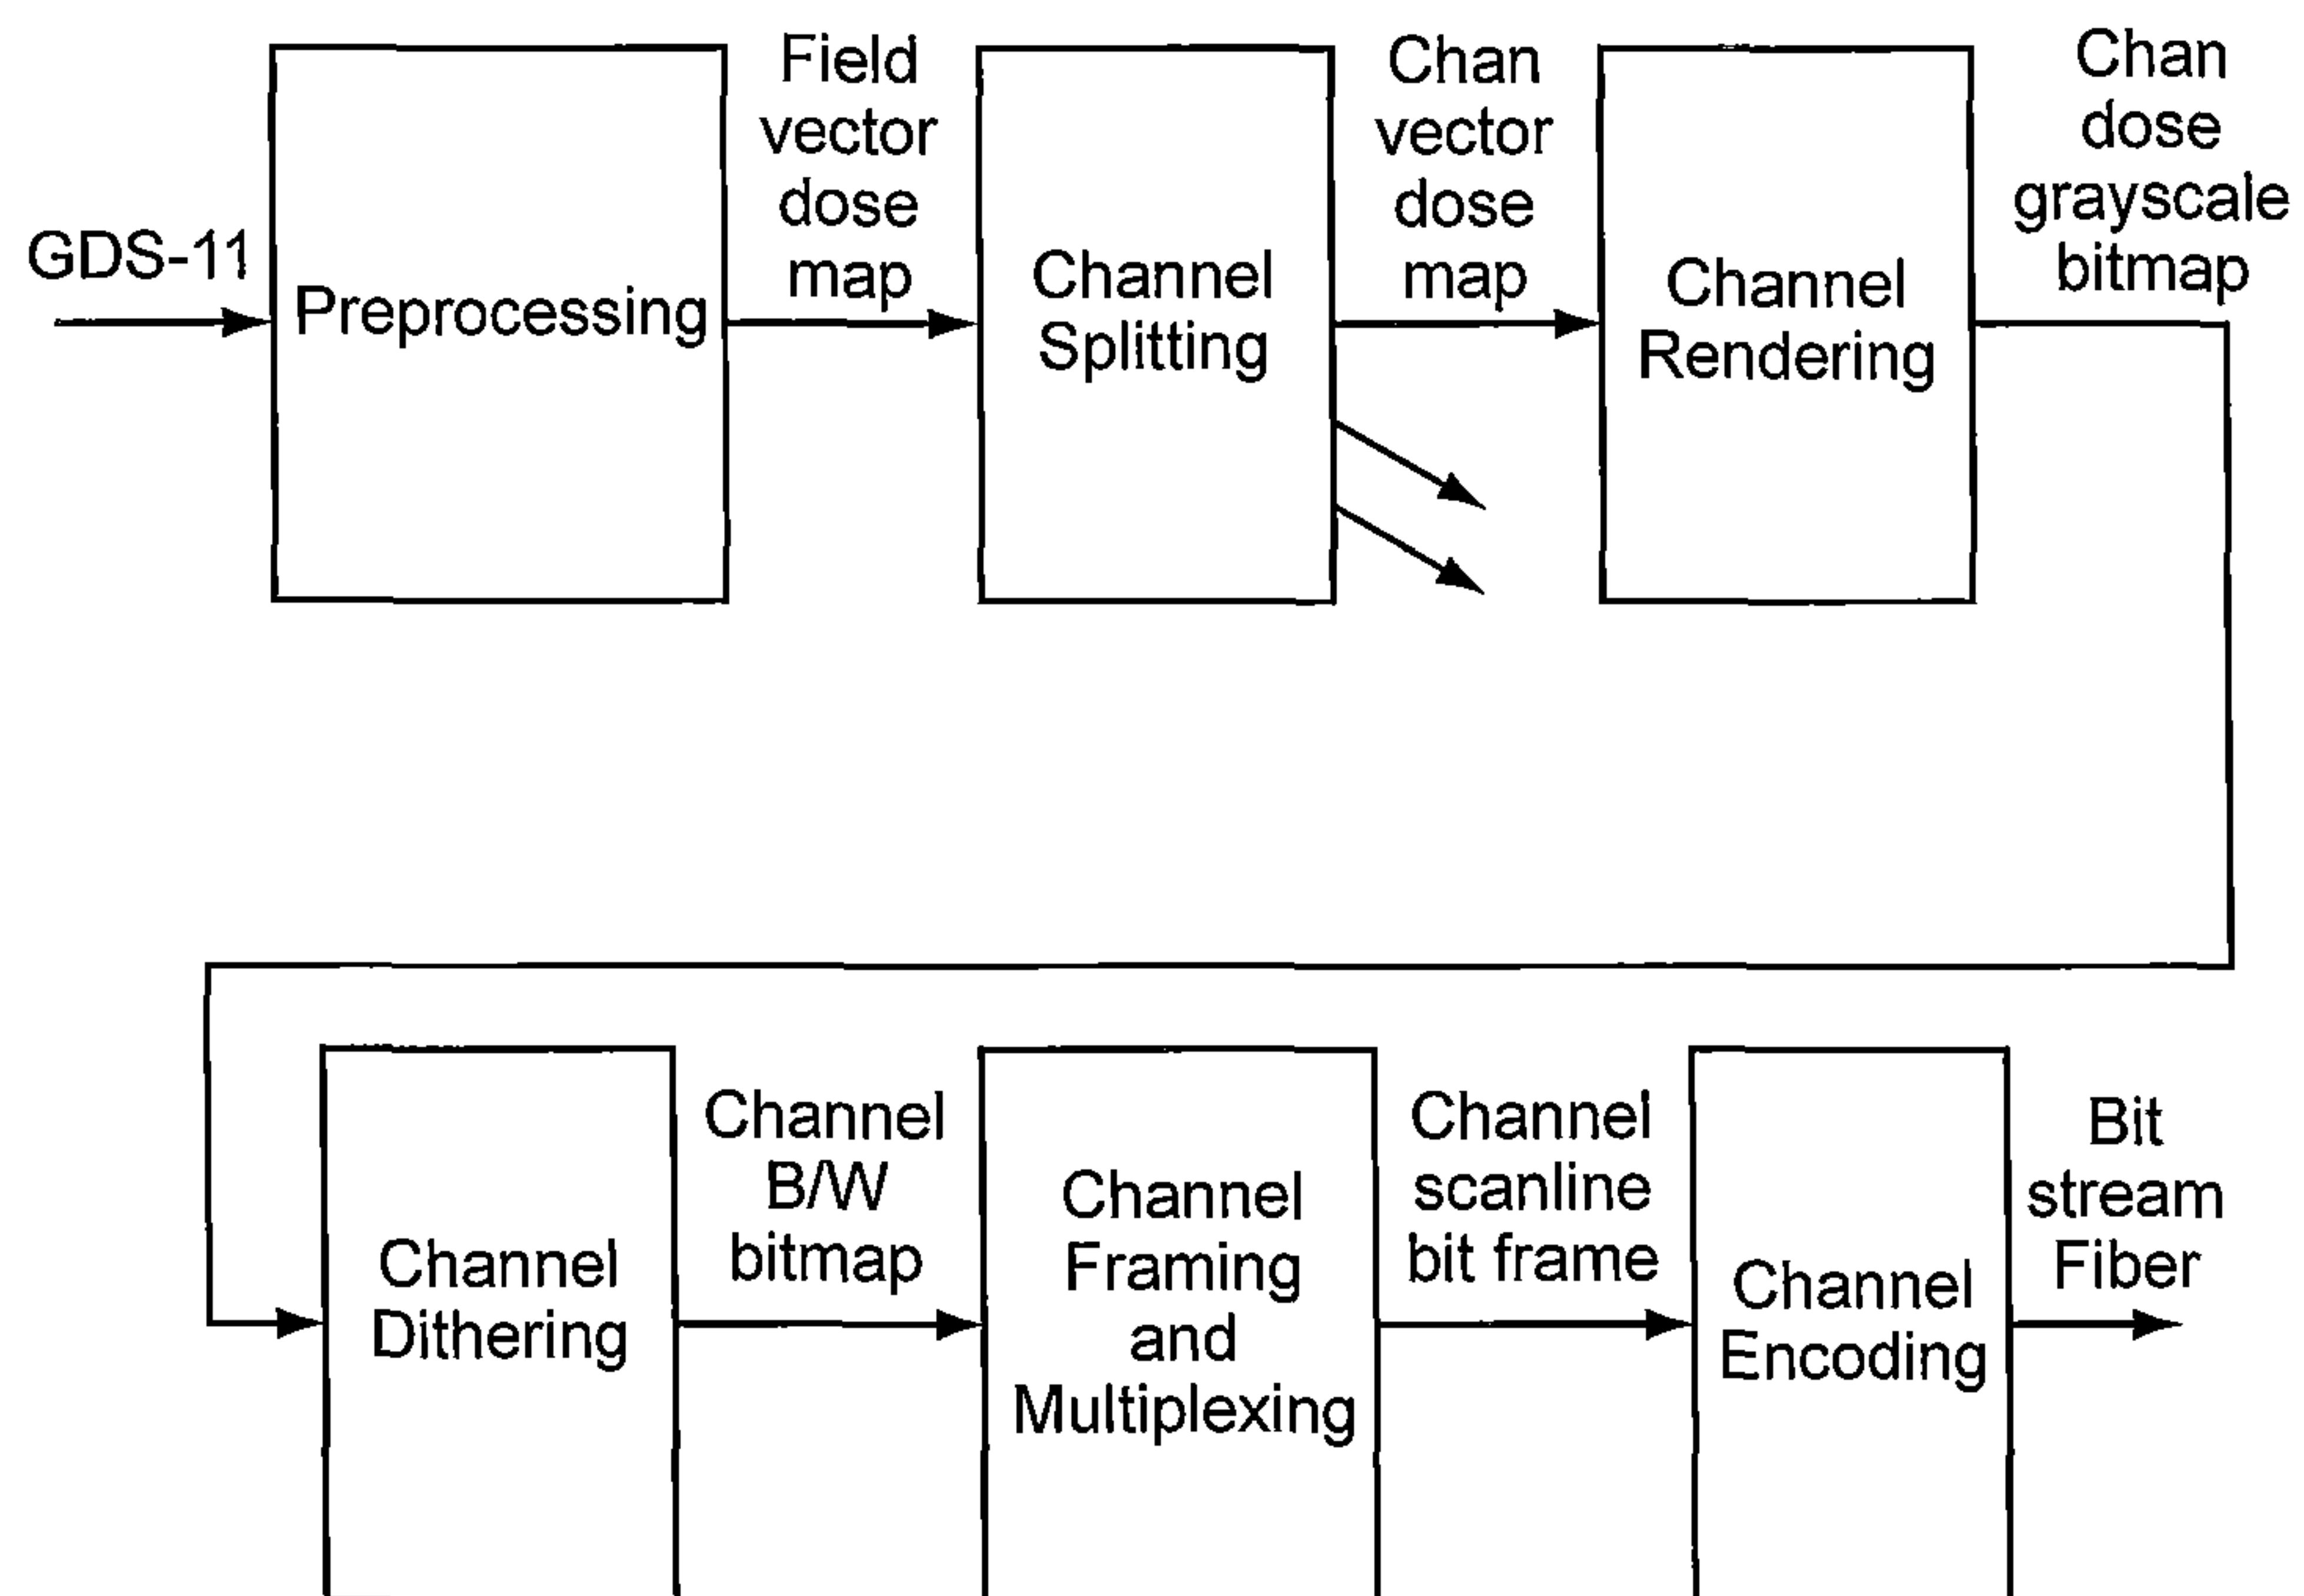 GDS-11
Preprocessing
Field
vector
dose
map
Channel
Splitting
Chan
vector
dose
map
Channel
Rendering
Chan
dose
grayscale
bitmap
Channel
Dithering
Channel
B/W
bitmap
Channel
Framing
and
Multiplexing
Channel
scanline
bit frame
Channel
Encoding
Bit
stream
Fiber